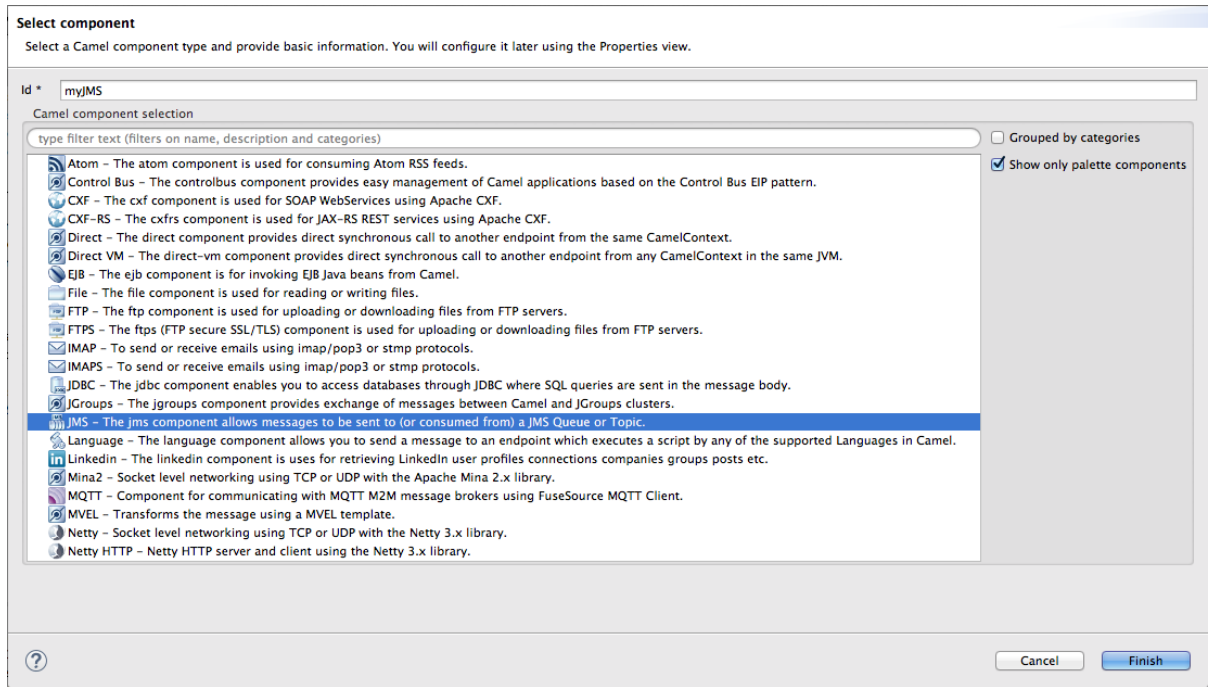 Select component
Select a Camel component type and provide basic information. You will configure it later using the Properties view.
Id * myJMS
Camel component selection
type filter text (filters on name, description and categories)
Grouped by categories
Show only palette components
Atom – The atom component is used for consuming Atom RSS feeds.
Control Bus – The controlbus component provides easy management of Camel applications based on the Control Bus EIP pattern.
CXF – The cxf component is used for SOAP WebServices using Apache CXF.
CXF-RS – The cxfrs component is used for JAX-RS REST services using Apache CXF.
Direct – The direct component provides direct synchronous call to another endpoint from the same CamelContext.
Direct VM – The direct-vm component provides direct synchronous call to another endpoint from any CamelContext in the same JVM.
EJB – The ejb component is for invoking EJB Java beans from Camel.
File – The file component is used for reading or writing files.
FTP – The ftp component is used for uploading or downloading files from FTP servers.
FTPS – The ftps (FTP secure SSL/TLS) component is used for uploading or downloading files from FTP servers.
IMAP – To send or receive emails using imap/pop3 or stmp protocols.
IMAPS – To send or receive emails using imap/pop3 or stmp protocols.
JDBC – The jdbc component enables you to access databases through JDBC where SQL queries are sent in the message body.
JGroups – The jgroups component provides exchange of messages between Camel and JGroups clusters.
JMS – The jms component allows messages to be sent to (or consumed from) a JMS Queue or Topic.
Language – The language component allows you to send a message to an endpoint which executes a script by any of the supported Languages in Camel.
in Linkedin – The linkedin component is uses for retrieving LinkedIn user profiles connections companies groups posts etc.
Mina2 – Socket level networking using TCP or UDP with the Apache Mina 2.x library.
MQTT – Component for communicating with MQTT M2M message brokers using FuseSource MQTT Client.
MVEL – Transforms the message using a MVEL template.
Netty – Socket level networking using TCP or UDP with the Netty 3.x library.
Netty HTTP – Netty HTTP server and client using the Netty 3.x library.
?
Cancel
Finish